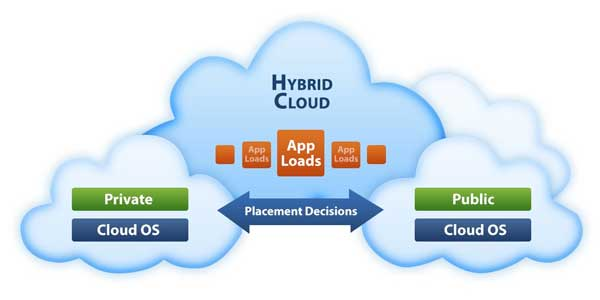 HYBRID
CLOUD
App
Loads
App
Loads
App
Loads
Private
Cloud OS
Placement Decisions
Public
Cloud OS